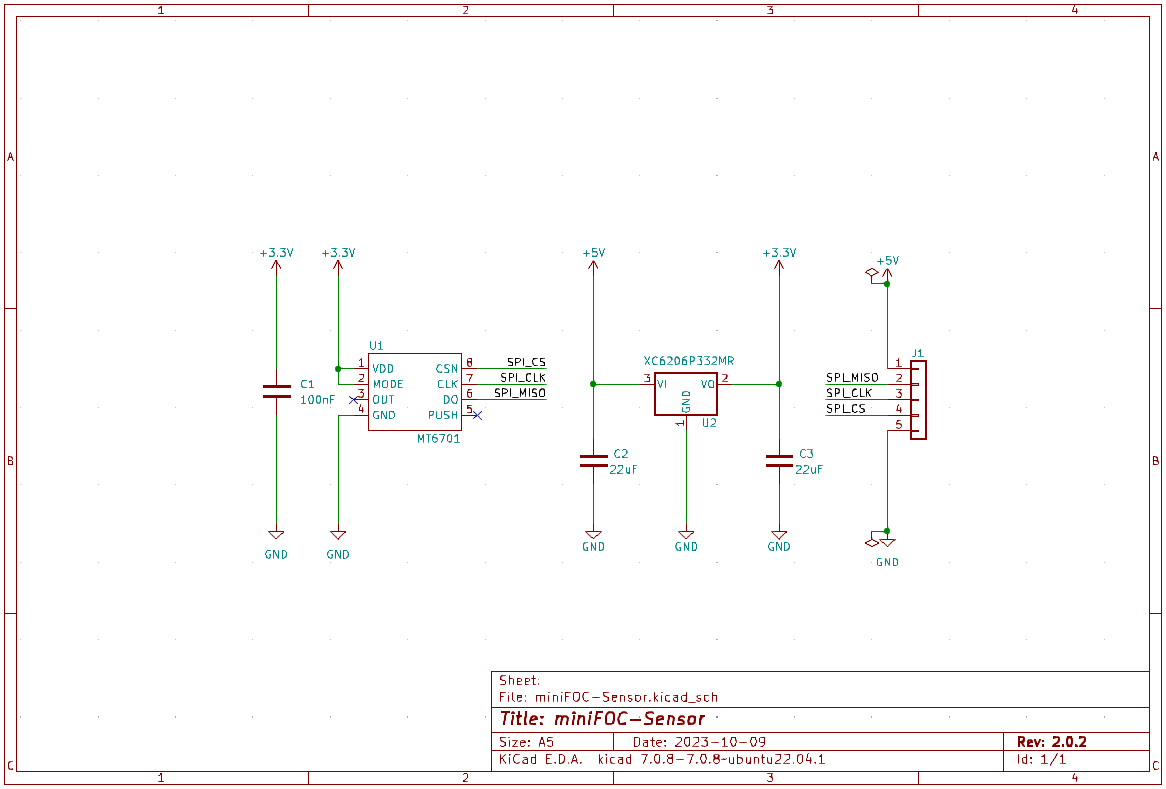 1 2 3 4
A A
+3.3V +3.3V +5V +3.3V +5V
U1 XC6206P332MR J1
1 VDD CSN 8 SPI_CS
2 MODE CLK 7 SPI_CLK
3 OUT DO 6 SPI_MISO
4 GND PUSH 5
MT6701
C1
100nF
3 VI VO 2
GND
1
U2
1
SPI_MISO 2
SPI_CLK 3
SPI_CS 4
5
C2
22uF
C3
22uF
B B
GND GND GND GND GND GND
Sheet:
File: miniFOC-Sensor.kicad_sch
Title: miniFOC-Sensor
Size: A5 Date: 2023-10-09 Rev: 2.0.2
KiCad E.D.A. kicad 7.0.8-7.0.8~ubuntu22.04.1 Id: 1/1
C C
1 2 3 4